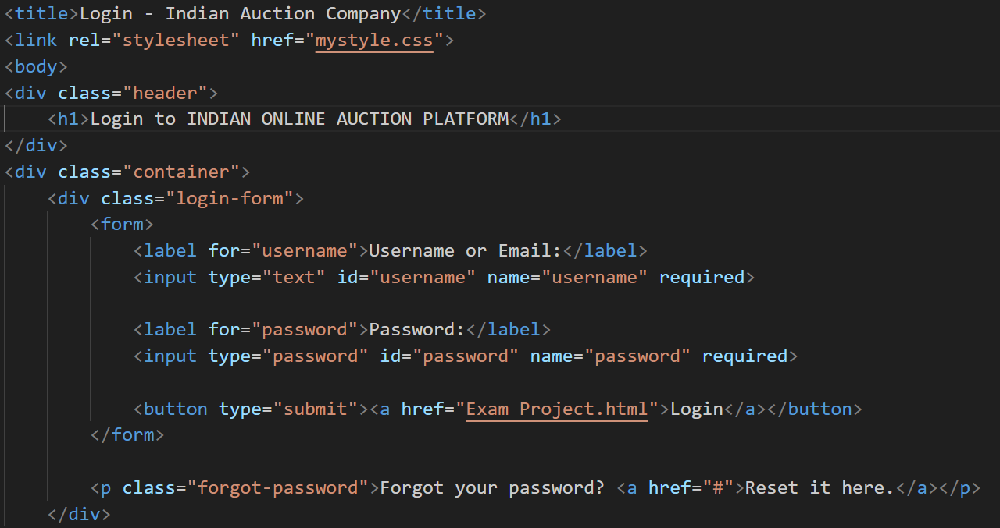 <title>Login - Indian Auction Company</title>
<link rel="stylesheet" href="mystyle.css">
<body>
<div class="header">
    <h1>Login to INDIAN ONLINE AUCTION PLATFORM</h1>
</div>
<div class="container">
    <div class="login-form">
        <form>
            <label for="username">Username or Email:</label>
            <input type="text" id="username" name="username" required>

            <label for="password">Password:</label>
            <input type="password" id="password" name="password" required>

            <button type="submit"><a href="Exam Project.html">Login</a></button>
        </form>

        <p class="forgot-password">Forgot your password? <a href="#">Reset it here.</a></p>
    </div>